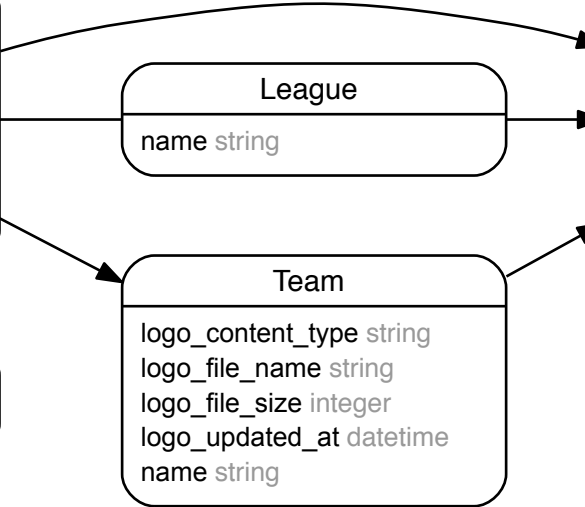 League
name string
Team
logo_content_type string
logo_file_name string
logo_file_size integer
logo_updated_at datetime
name string